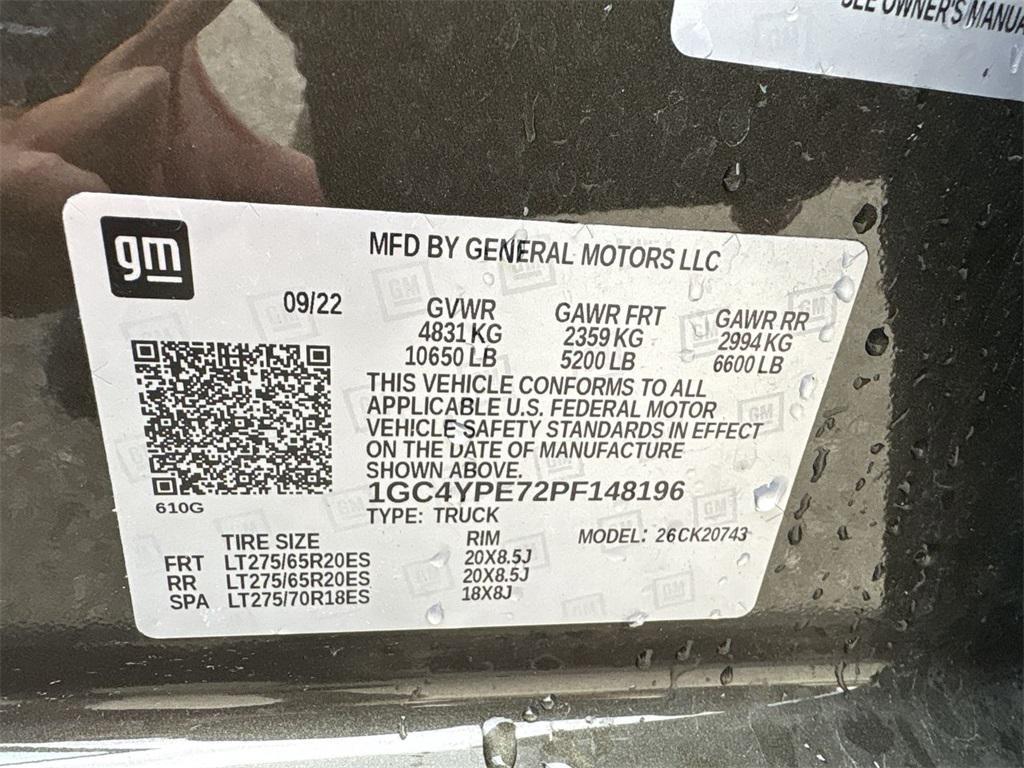 SEE OWNER'S MANUA
gm
MFD BY GENERAL MOTORS LLC
09/22
GVWR GAWR FRT GAWR RR
4831 KG 2359 KG 2994 KG
10650 LB 5200 LB 6600 LB
THIS VEHICLE CONFORMS TO ALL
APPLICABLE U.S. FEDERAL MOTOR
VEHICLE SAFETY STANDARDS IN EFFECT
ON THE DATE OF MANUFACTURE
SHOWN ABOVE.
1GC4YPE72PF148196
610G
TYPE: TRUCK MODEL: 26CK20743
TIRE SIZE RIM
FRT LT275/65R20ES 20X8.5J
RR LT275/65R20ES 20X8.5J
SPA LT275/70R18ES 18X8J